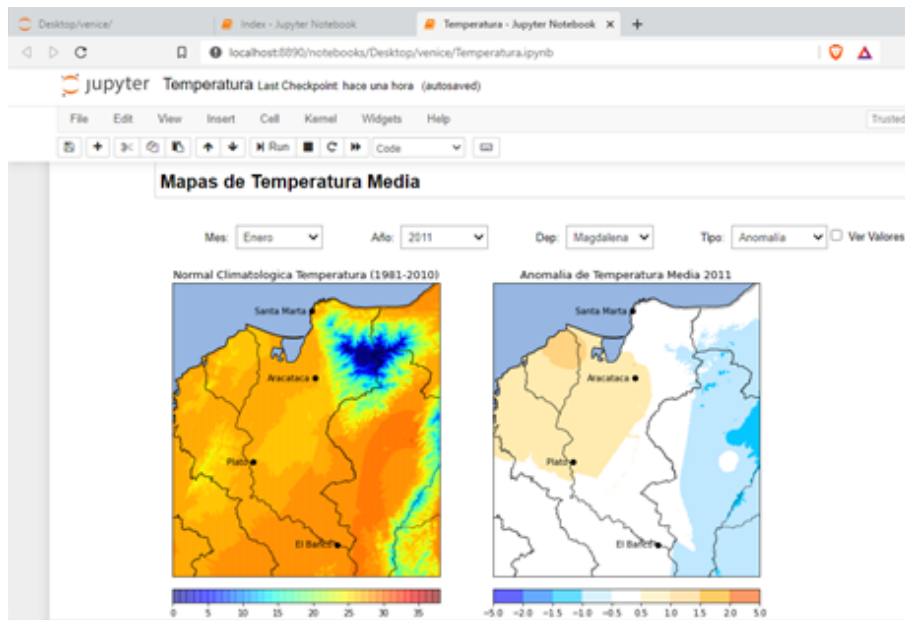 Desktop/venice/
Index - Jupyter Notebook
Temperatura - Jupyter Notebook
localhost:8890/notebooks/Desktop/venice/Temperatura.ipynb
jupyter Temperatura Last Checkpoint: hace una hora (autosaved)
File Edit View Insert Cell Kernel Widgets Help Trusted
Run Code
Mapas de Temperatura Media
Mes: Enero Año: 2011 Dep: Magdalena Tipo: Anomalía Ver Valores
Normal Climatologica Temperatura (1981-2010)
Santa Marta
Aracataca
Plato
El Banco
0 5 10 15 20 25 30 35
Anomalia de Temperatura Media 2011
Santa Marta
Aracataca
Plato
El Banco
-5.0 -2.0 -1.5 -1.0 -0.5 0.5 1.0 1.5 2.0 5.0